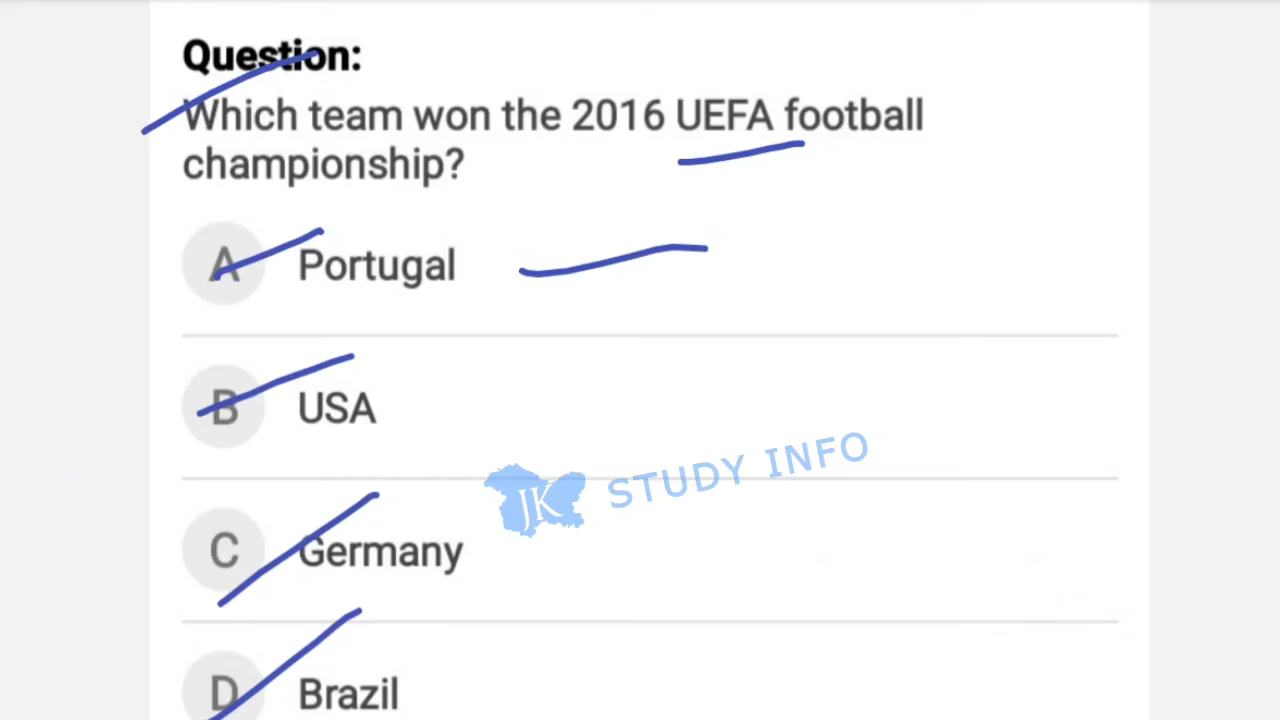 Question:
Which team won the 2016 UEFA football
championship?
A Portugal
B USA
JK STUDY INFO
C Germany
D Brazil